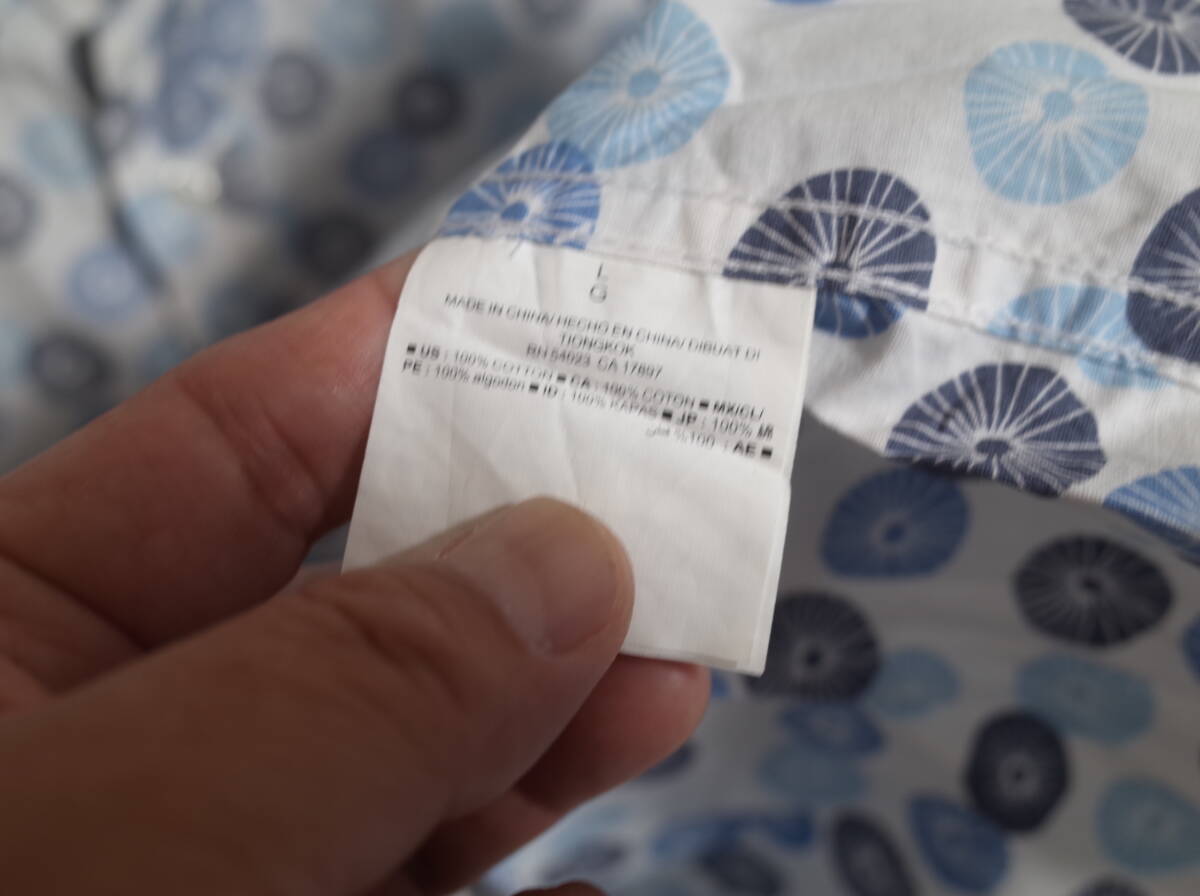 L
G
MADE IN CHINA/ HECHO EN CHINA/ DIBUAT DI
TIONGKOK
RN 54023 CA 17897
■ US : 100% COTTON ■ CA : 100% COTON ■ MX/CL/
PE : 100% algodon ■ ID : 100% KAPAS ■ JP : 100% 綿
■ AE : 100% قطن